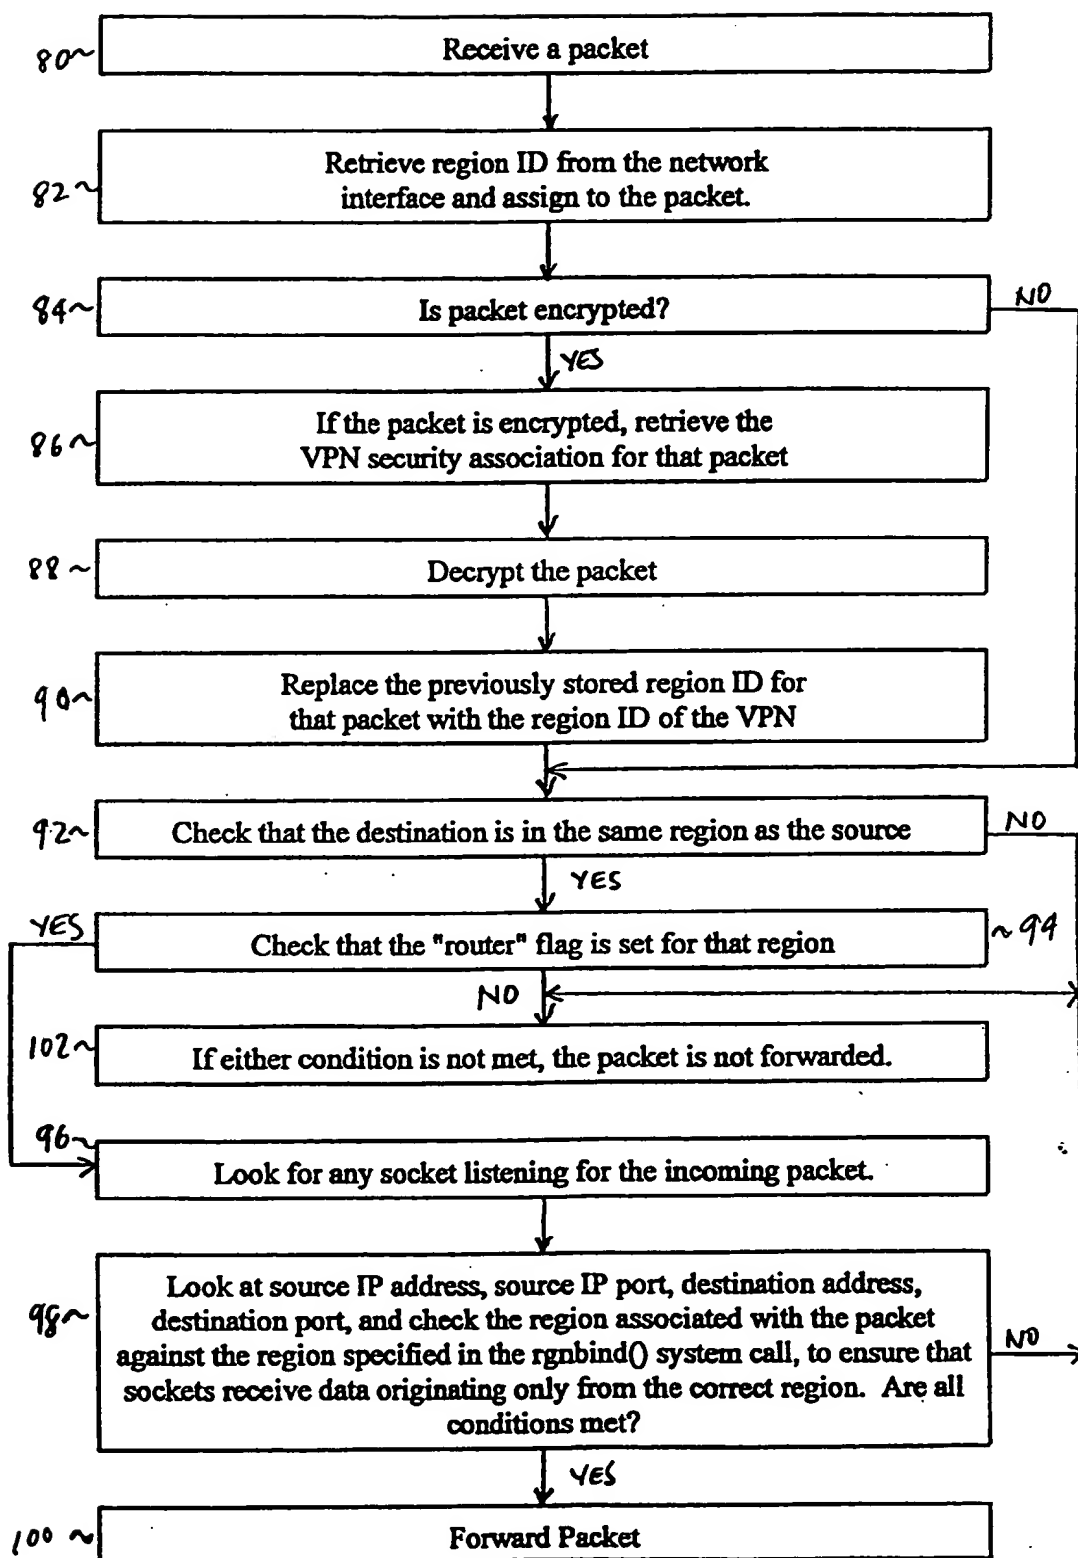 80~ Receive a packet
82~ Retrieve region ID from the network
interface and assign to the packet.
84~ Is packet encrypted? NO
YES
86~ If the packet is encrypted, retrieve the
VPN security association for that packet
88~ Decrypt the packet
90~ Replace the previously stored region ID for
that packet with the region ID of the VPN
92~ Check that the destination is in the same region as the source NO
YES
YES Check that the "router" flag is set for that region ~94
NO
102~ If either condition is not met, the packet is not forwarded.
96~
Look for any socket listening for the incoming packet.
Look at source IP address, source IP port, destination address,
98~ destination port, and check the region associated with the packet
against the region specified in the rgnbind() system call, to ensure that NO
sockets receive data originating only from the correct region. Are all
conditions met?
YES
100~ Forward Packet